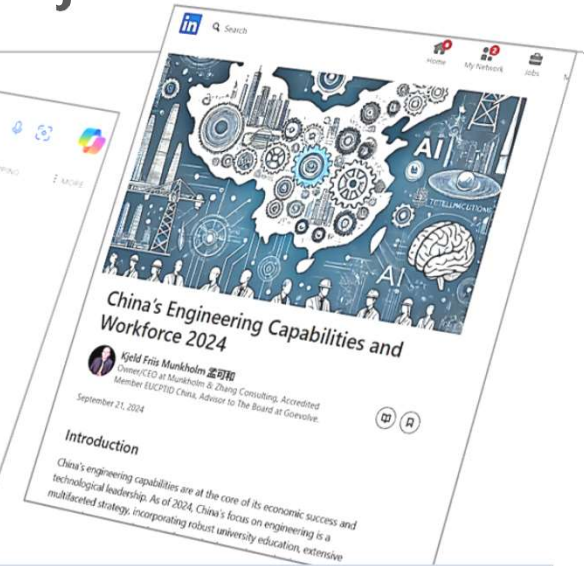 in
Search
Home
My Network
Jobs
MORE
AI
AI
China's Engineering Capabilities and
Workforce 2024
Kjeld Friis Munkholm 孟可和
Owner/CEO at Munkholm & Zhang Consulting, Accredited
Member EUCPTID China, Advisor to The Board at Goevolve.
September 21, 2024
Introduction
China's engineering capabilities are at the core of its economic success and
technological leadership. As of 2024, China's focus on engineering is a
multifaceted strategy, incorporating robust university education, extensive